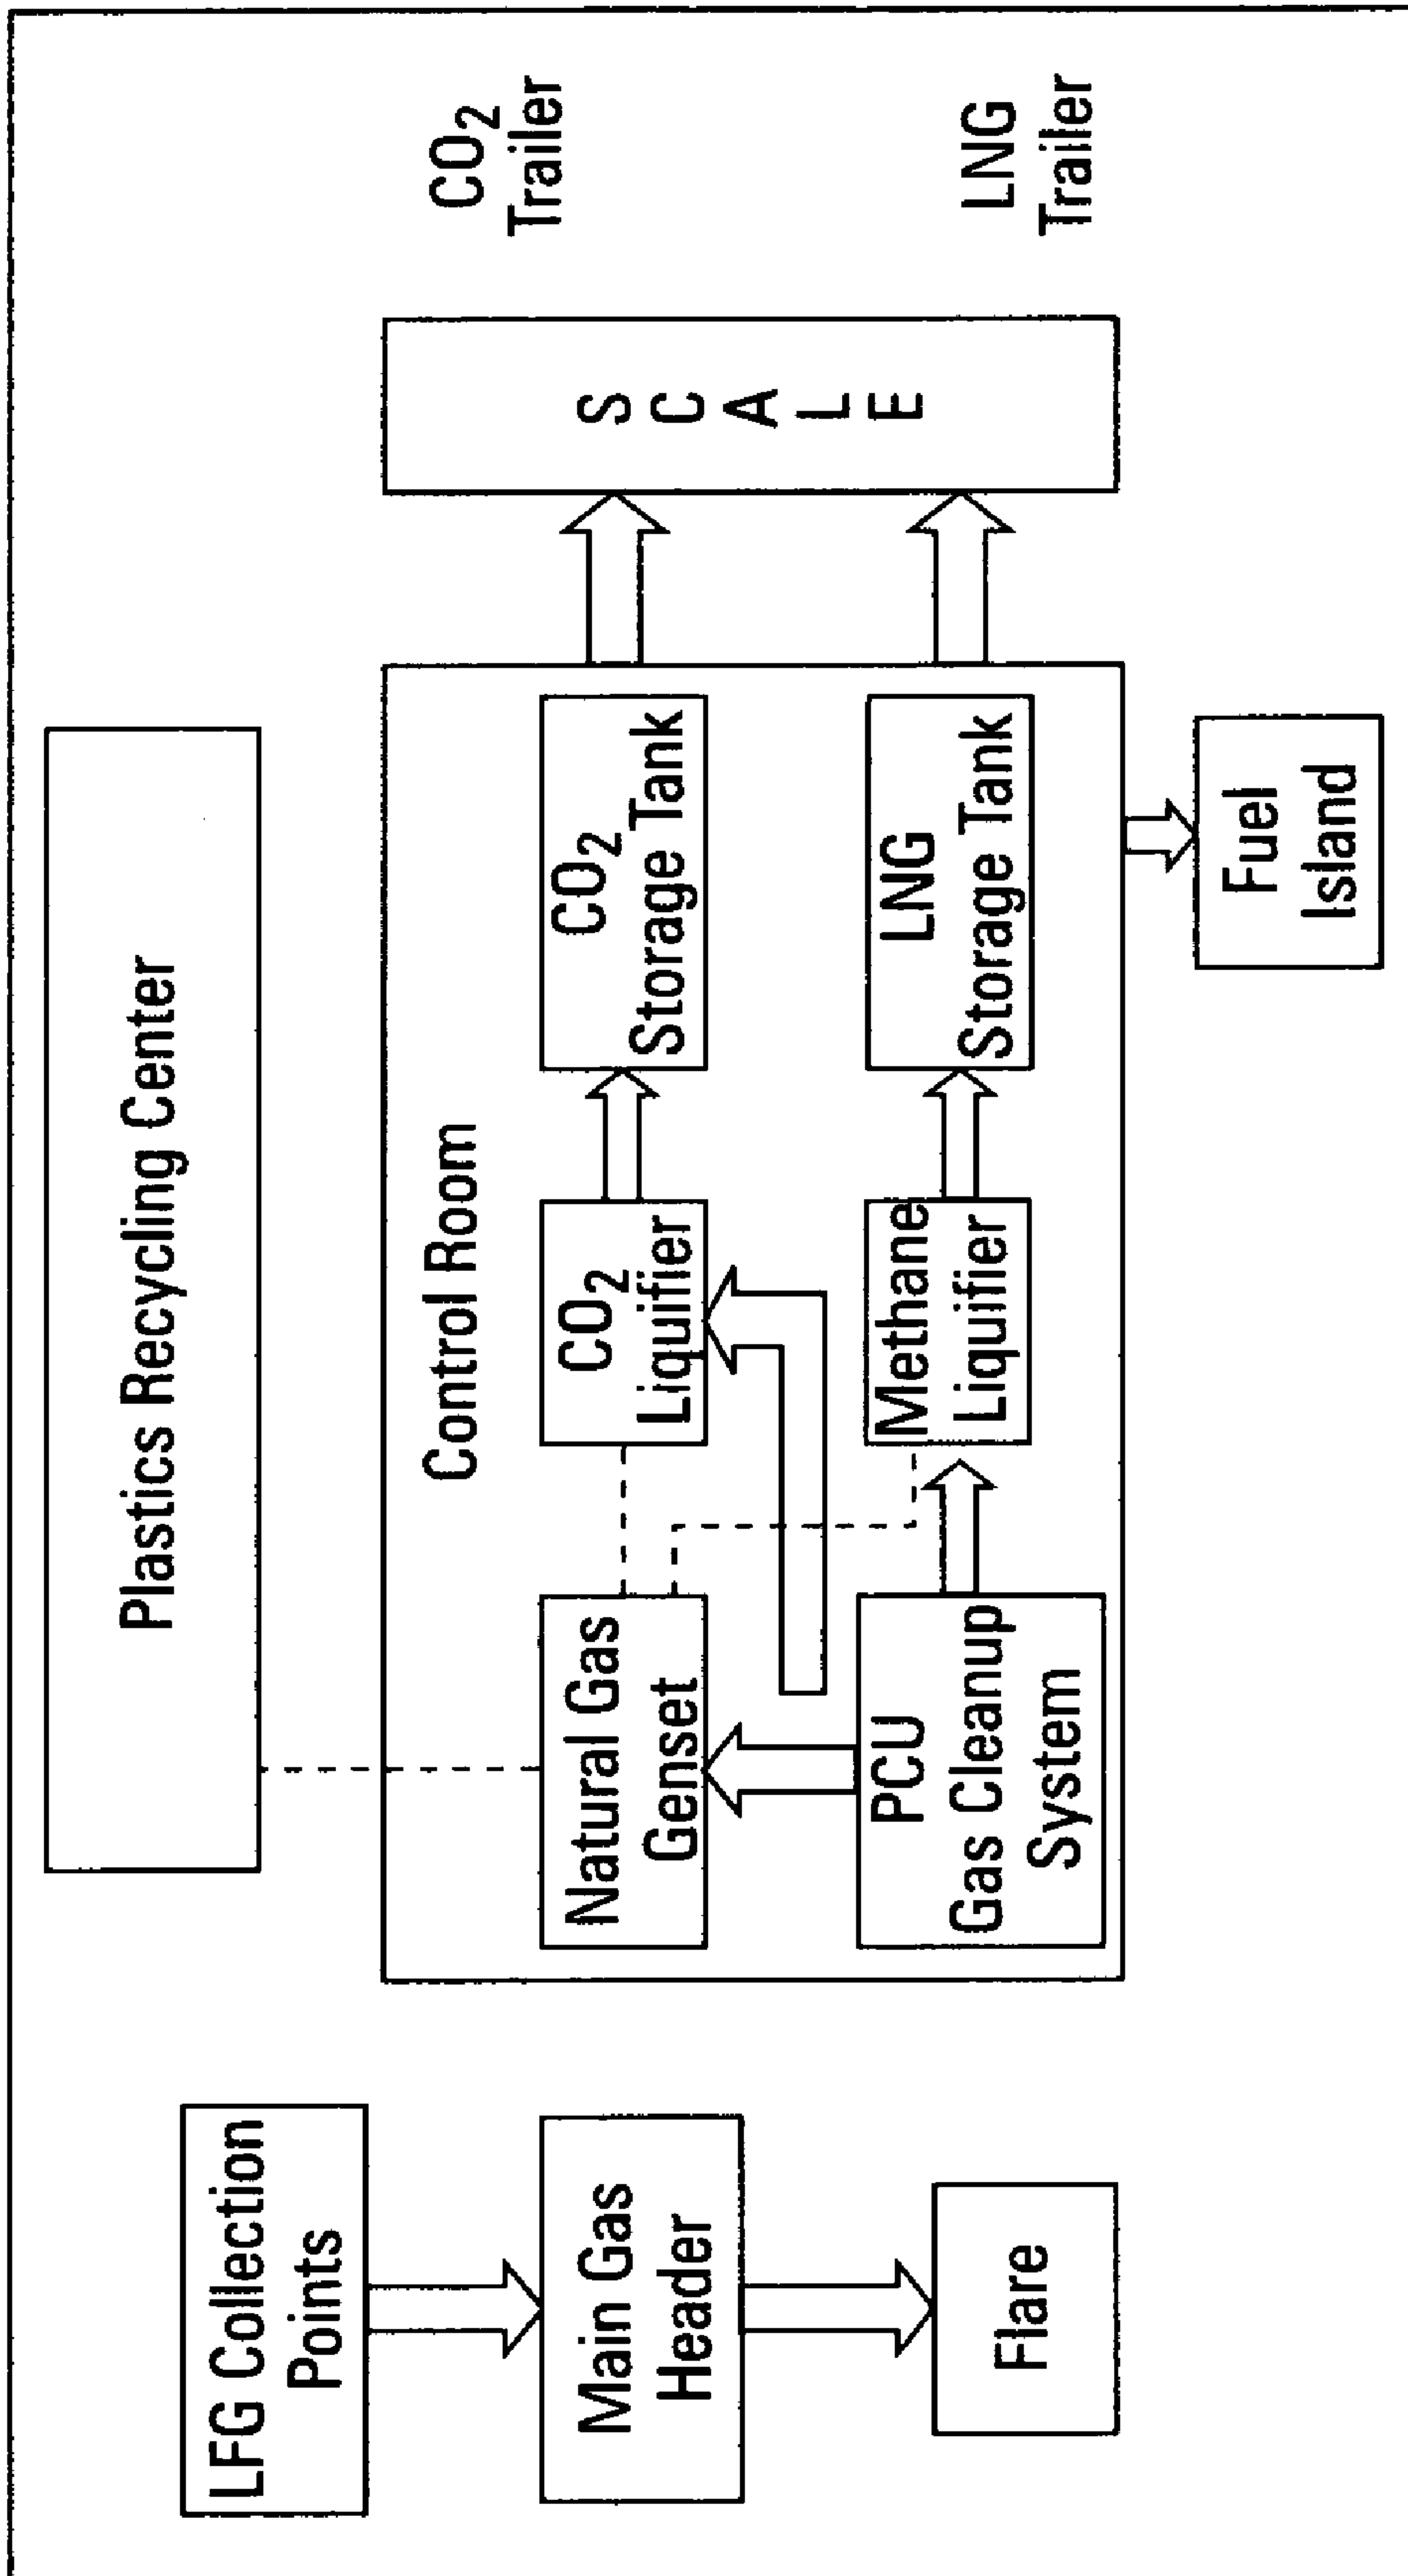 Plastics Recycling Center
LFG Collection
Points
Main Gas
Header
Flare
Control Room
Natural Gas
Genset
CO2
Liquifier
CO2
Storage Tank
PCU
Gas Cleanup
System
Methane
Liquifier
LNG
Storage Tank
Fuel
Island
SCALE
CO2
Trailer
LNG
Trailer